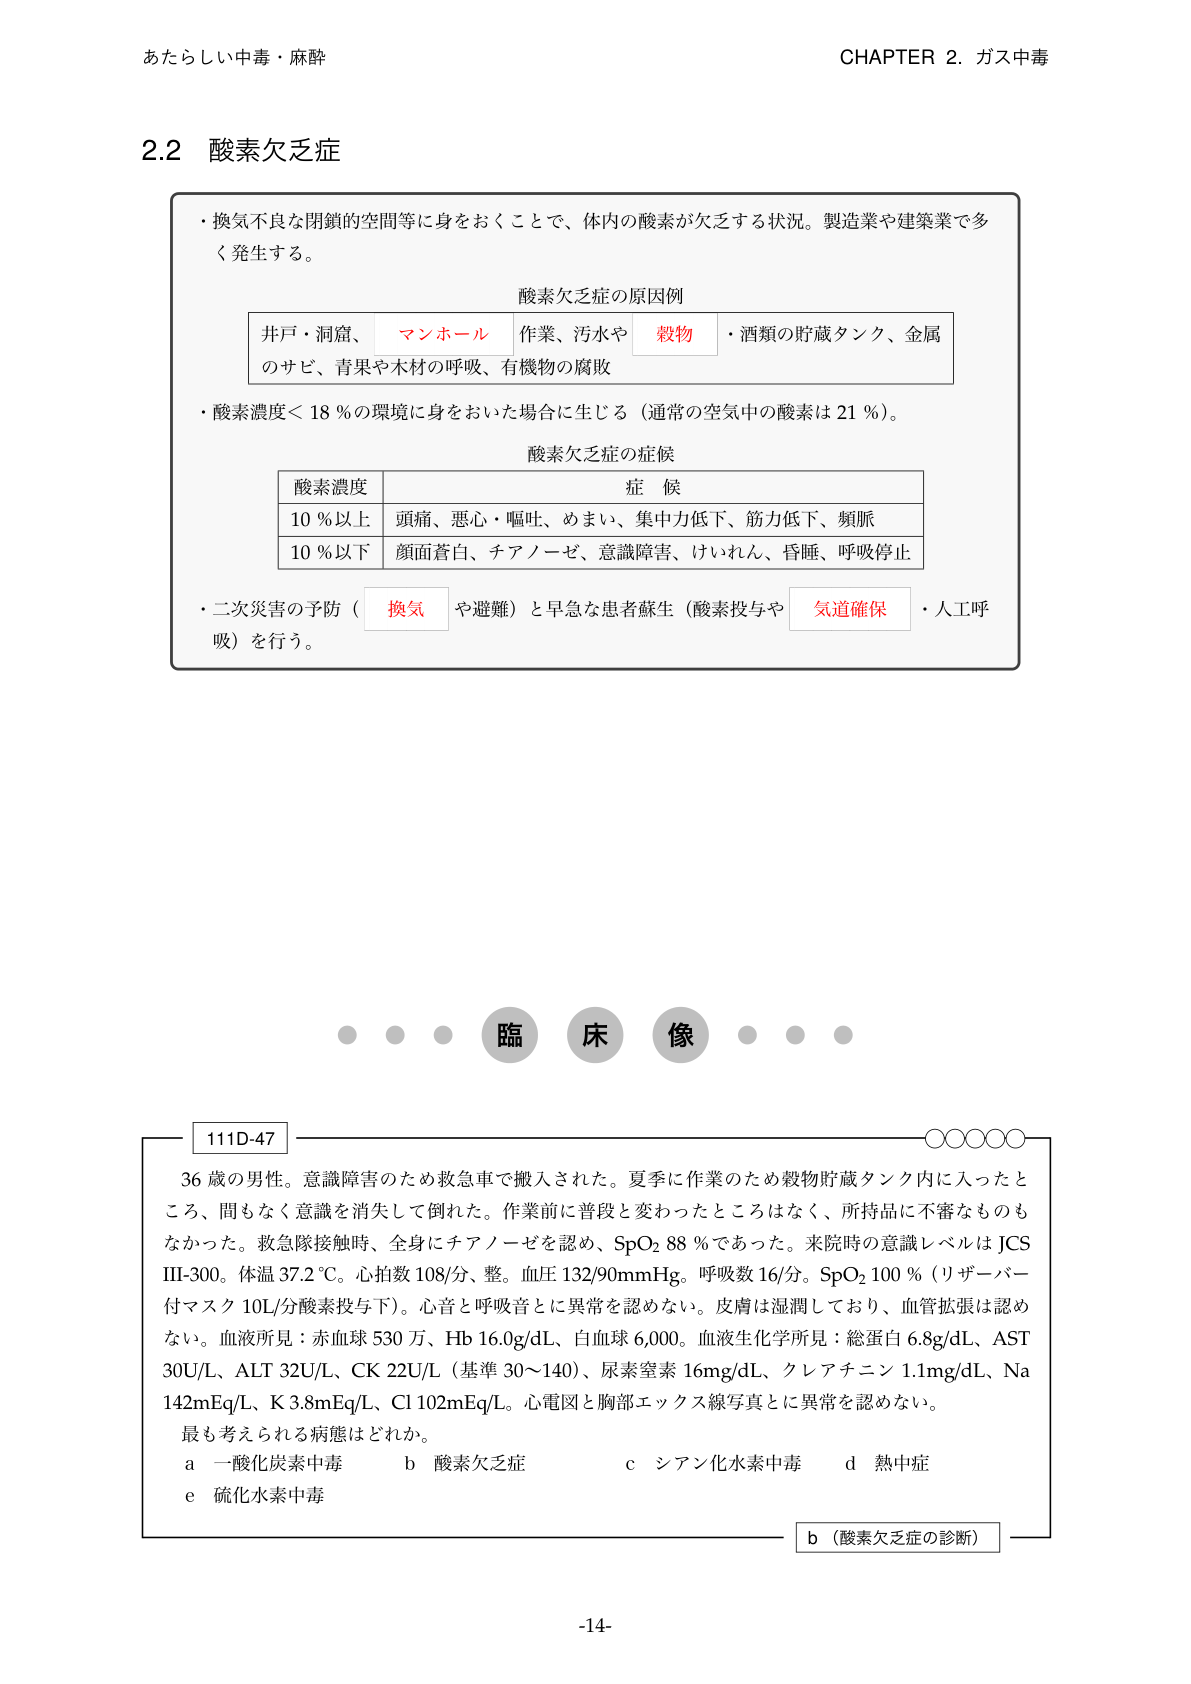 あたらしい中毒・麻酔
CHAPTER 2. ガス中毒
2.2 酸素欠乏症
・換気不良な閉鎖的空間等に身をおくことで、体内の酸素が欠乏する状況。製造業や建築業で多
く発生する。
酸素欠乏症の原因例
井戸・洞窟、 マンホール 作業、汚水や 穀物 ・酒類の貯蔵タンク、金属
のサビ、青果や木材の呼吸、有機物の腐敗
・酸素濃度＜ 18 %の環境に身をおいた場合に生じる（通常の空気中の酸素は 21 %）。
酸素欠乏症の症候
酸素濃度 症 候
10 %以上 頭痛、悪心・嘔吐、めまい、集中力低下、筋力低下、頻脈
10 %以下 顔面蒼白、チアノーゼ、意識障害、けいれん、昏睡、呼吸停止
・二次災害の予防（ 換気 や避難）と早急な患者蘇生（酸素投与や 気道確保 ・人工呼
吸）を行う。
臨 床 像
111D-47
36 歳の男性。意識障害のため救急車で搬入された。夏季に作業のため穀物貯蔵タンク内に入ったと
ころ、間もなく意識を消失して倒れた。作業前に普段と変わったところはなく、所持品に不審なものも
なかった。救急隊接触時、全身にチアノーゼを認め、SpO₂ 88 %であった。来院時の意識レベルは JCS
III-300。体温 37.2 ℃。心拍数 108/分、整。血圧 132/90mmHg。呼吸数 16/分。SpO₂ 100 %（リザーバー
付マスク 10L/分酸素投与下）。心音と呼吸音とに異常を認めない。皮膚は湿潤しており、血管拡張は認め
ない。血液所見：赤血球 530 万、Hb 16.0g/dL、白血球 6,000。血液生化学所見：総蛋白 6.8g/dL、AST
30U/L、ALT 32U/L、CK 22U/L（基準 30〜140）、尿素窒素 16mg/dL、クレアチニン 1.1mg/dL、Na
142mEq/L、K 3.8mEq/L、Cl 102mEq/L。心電図と胸部エックス線写真とに異常を認めない。
最も考えられる病態はどれか。
a 一酸化炭素中毒 b 酸素欠乏症 c シアン化水素中毒 d 熱中症
e 硫化水素中毒
b （酸素欠乏症の診断）
-14-